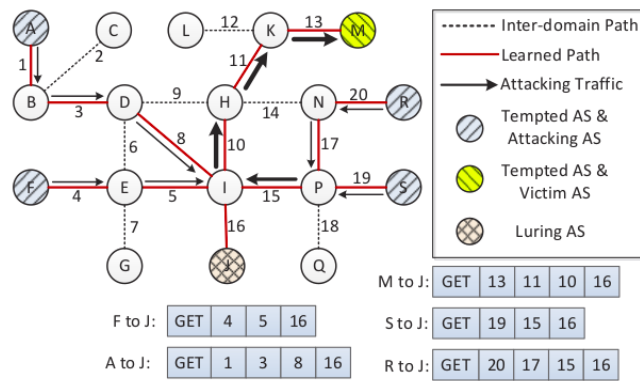 A
C
L
12
K
13
M
1
2
11
B
3
D
9
H
14
N
20
R
6
8
10
17
F
4
E
5
I
15
P
19
S
7
16
18
G
J
Q
Inter-domain Path
Learned Path
Attacking Traffic
Tempted AS &
Attacking AS
Tempted AS &
Victim AS
Luring AS
M to J: GET 13 11 10 16
F to J: GET 4 5 16
S to J: GET 19 15 16
A to J: GET 1 3 8 16
R to J: GET 20 17 15 16